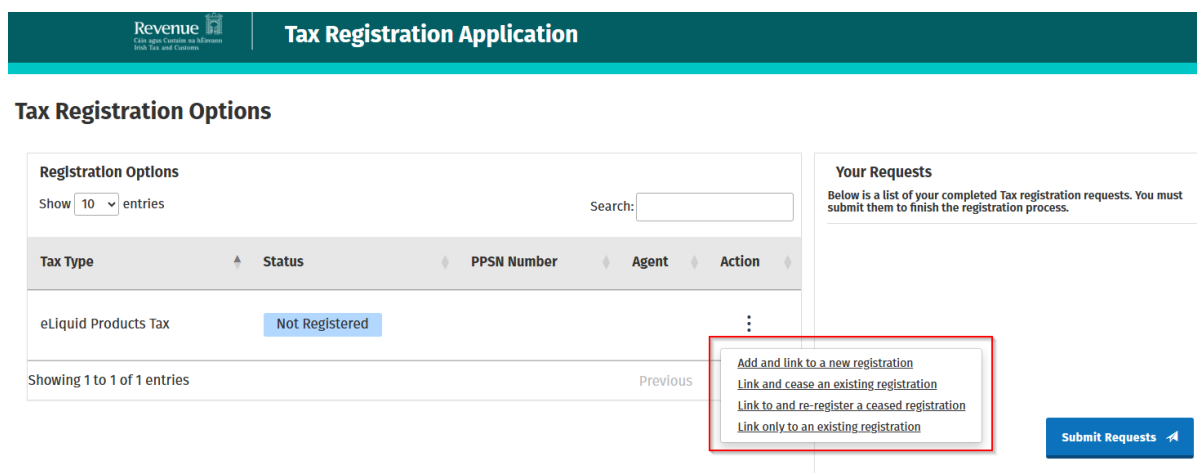 Revenue
Cáin agus Custaim na hÉireann
Irish Tax and Customs
Tax Registration Application
Tax Registration Options
Registration Options
Show 10 entries
Search:
Tax Type Status PPSN Number Agent Action
eLiquid Products Tax Not Registered
Showing 1 to 1 of 1 entries
Previous
Add and link to a new registration
Link and cease an existing registration
Link to and re-register a ceased registration
Link only to an existing registration
Your Requests
Below is a list of your completed Tax registration requests. You must
submit them to finish the registration process.
Submit Requests